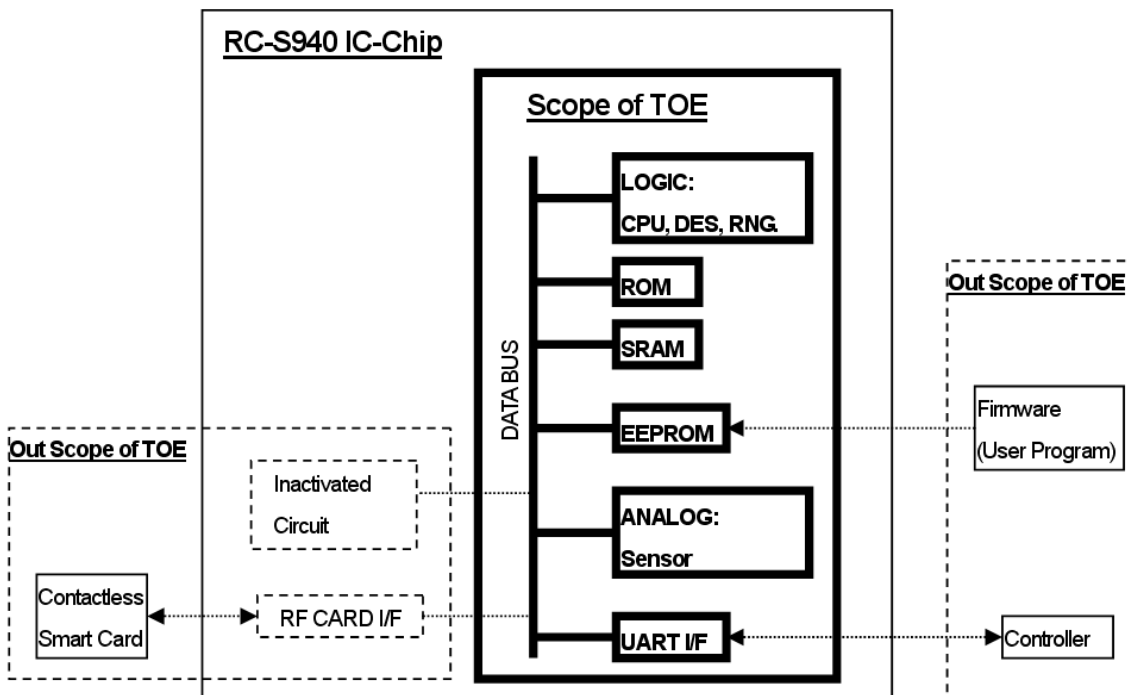 RC-S940 IC-Chip
Scope of TOE
LOGIC:
CPU, DES, RNG.
ROM
SRAM
DATA BUS
EEPROM
ANALOG:
Sensor
UART I/F
Out Scope of TOE
Inactivated
Circuit
Contactless
Smart Card
RF CARD I/F
Out Scope of TOE
Firmware
(User Program)
Controller